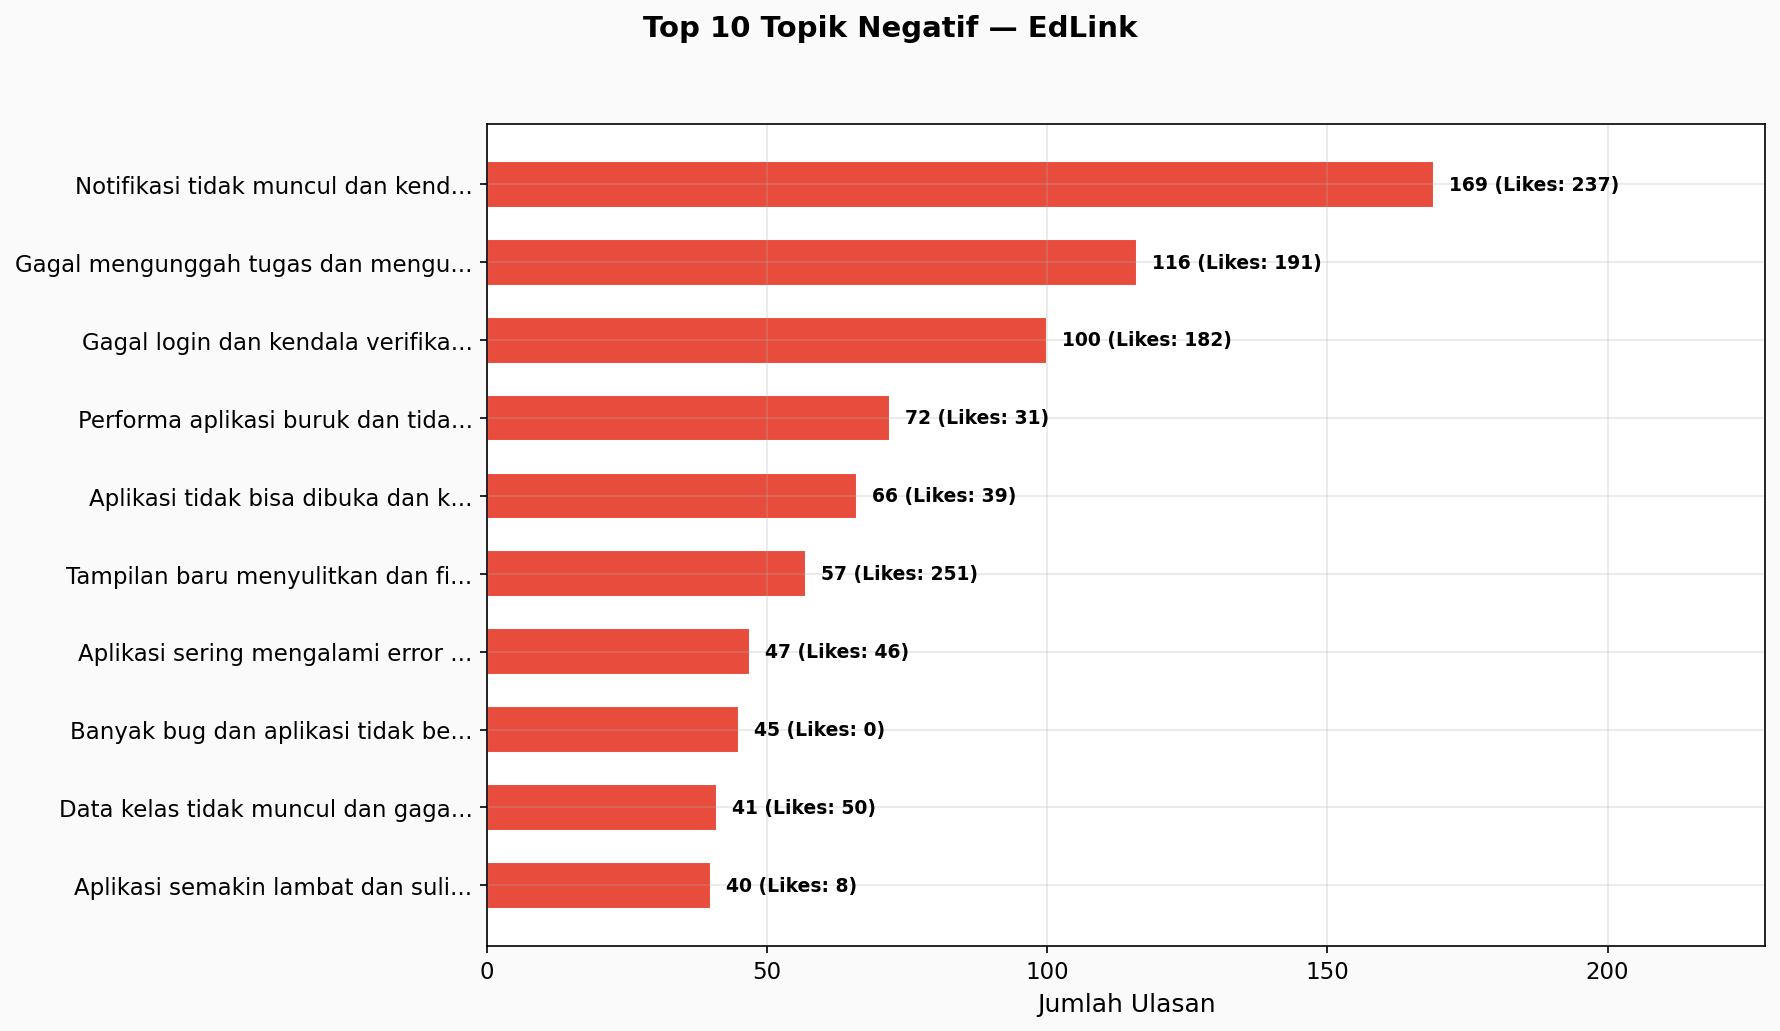 Top 10 Topik Negatif — EdLink
Notifikasi tidak muncul dan kend...
169 (Likes: 237)
Gagal mengunggah tugas dan mengu...
116 (Likes: 191)
Gagal login dan kendala verifika...
100 (Likes: 182)
Performa aplikasi buruk dan tida...
72 (Likes: 31)
Aplikasi tidak bisa dibuka dan k...
66 (Likes: 39)
Tampilan baru menyulitkan dan fi...
57 (Likes: 251)
Aplikasi sering mengalami error ...
47 (Likes: 46)
Banyak bug dan aplikasi tidak be...
45 (Likes: 0)
Data kelas tidak muncul dan gaga...
41 (Likes: 50)
Aplikasi semakin lambat dan suli...
40 (Likes: 8)
0 50 100 150 200
Jumlah Ulasan